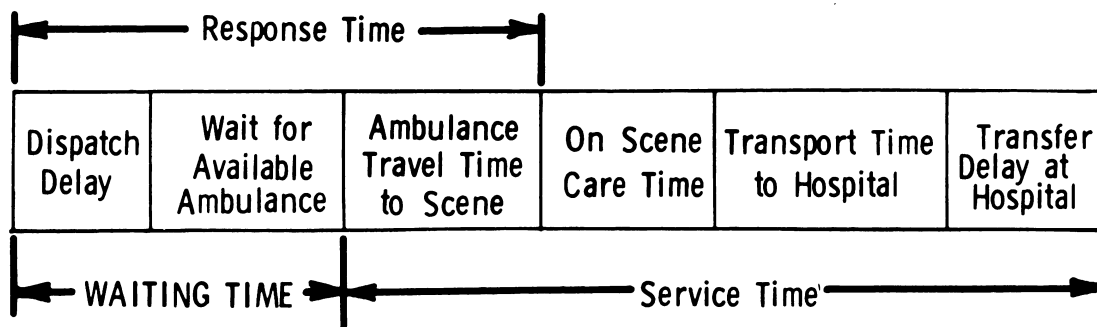 Response Time
Dispatch
Delay
Wait for
Available
Ambulance
Ambulance
Travel Time
to Scene
On Scene
Care Time
Transport Time
to Hospital
Transfer
Delay at
Hospital
WAITING TIME
Service Time